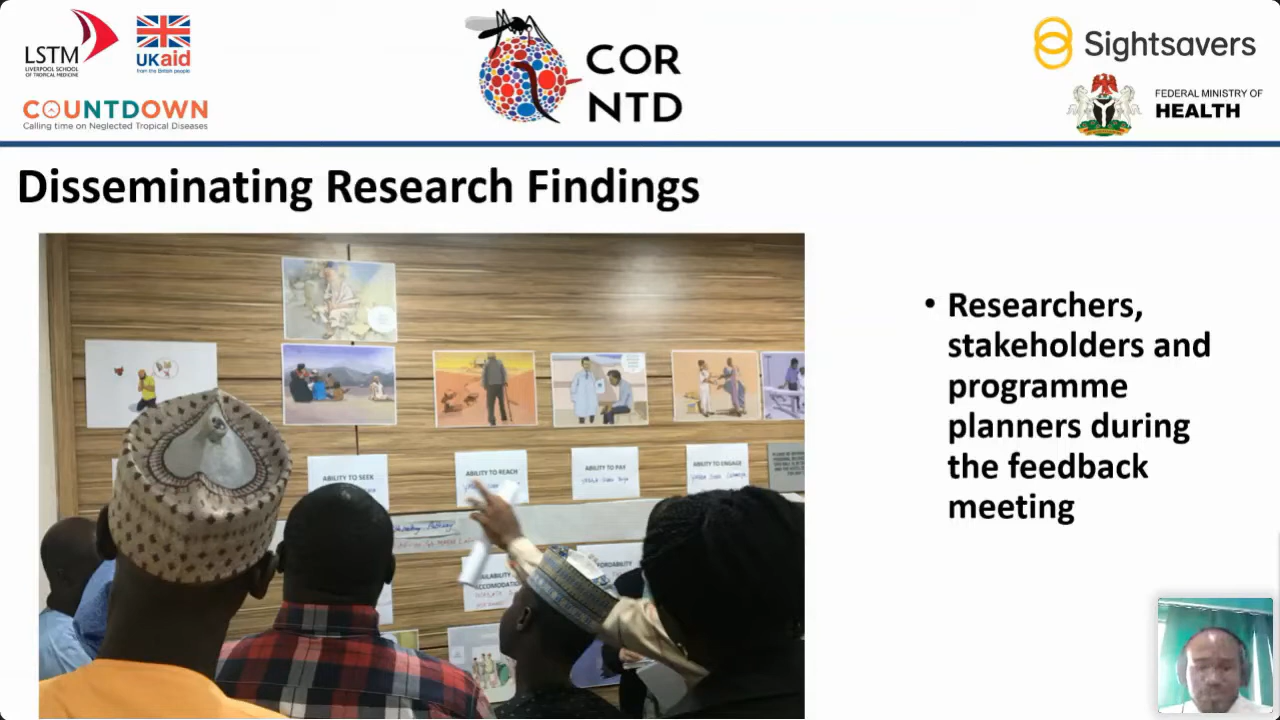 LSTM
LIVERPOOL SCHOOL
OF TROPICAL MEDICINE
UKaid
from the British people
COUNTDOWN
Calling time on Neglected Tropical Diseases
COR
NTD
Sightsavers
FEDERAL MINISTRY OF
HEALTH
Disseminating Research Findings
ABILITY TO SEEK
ABILITY TO REACH
ABILITY TO PAY
ABILITY TO ENGAGE
• Researchers,
stakeholders and
programme
planners during
the feedback
meeting